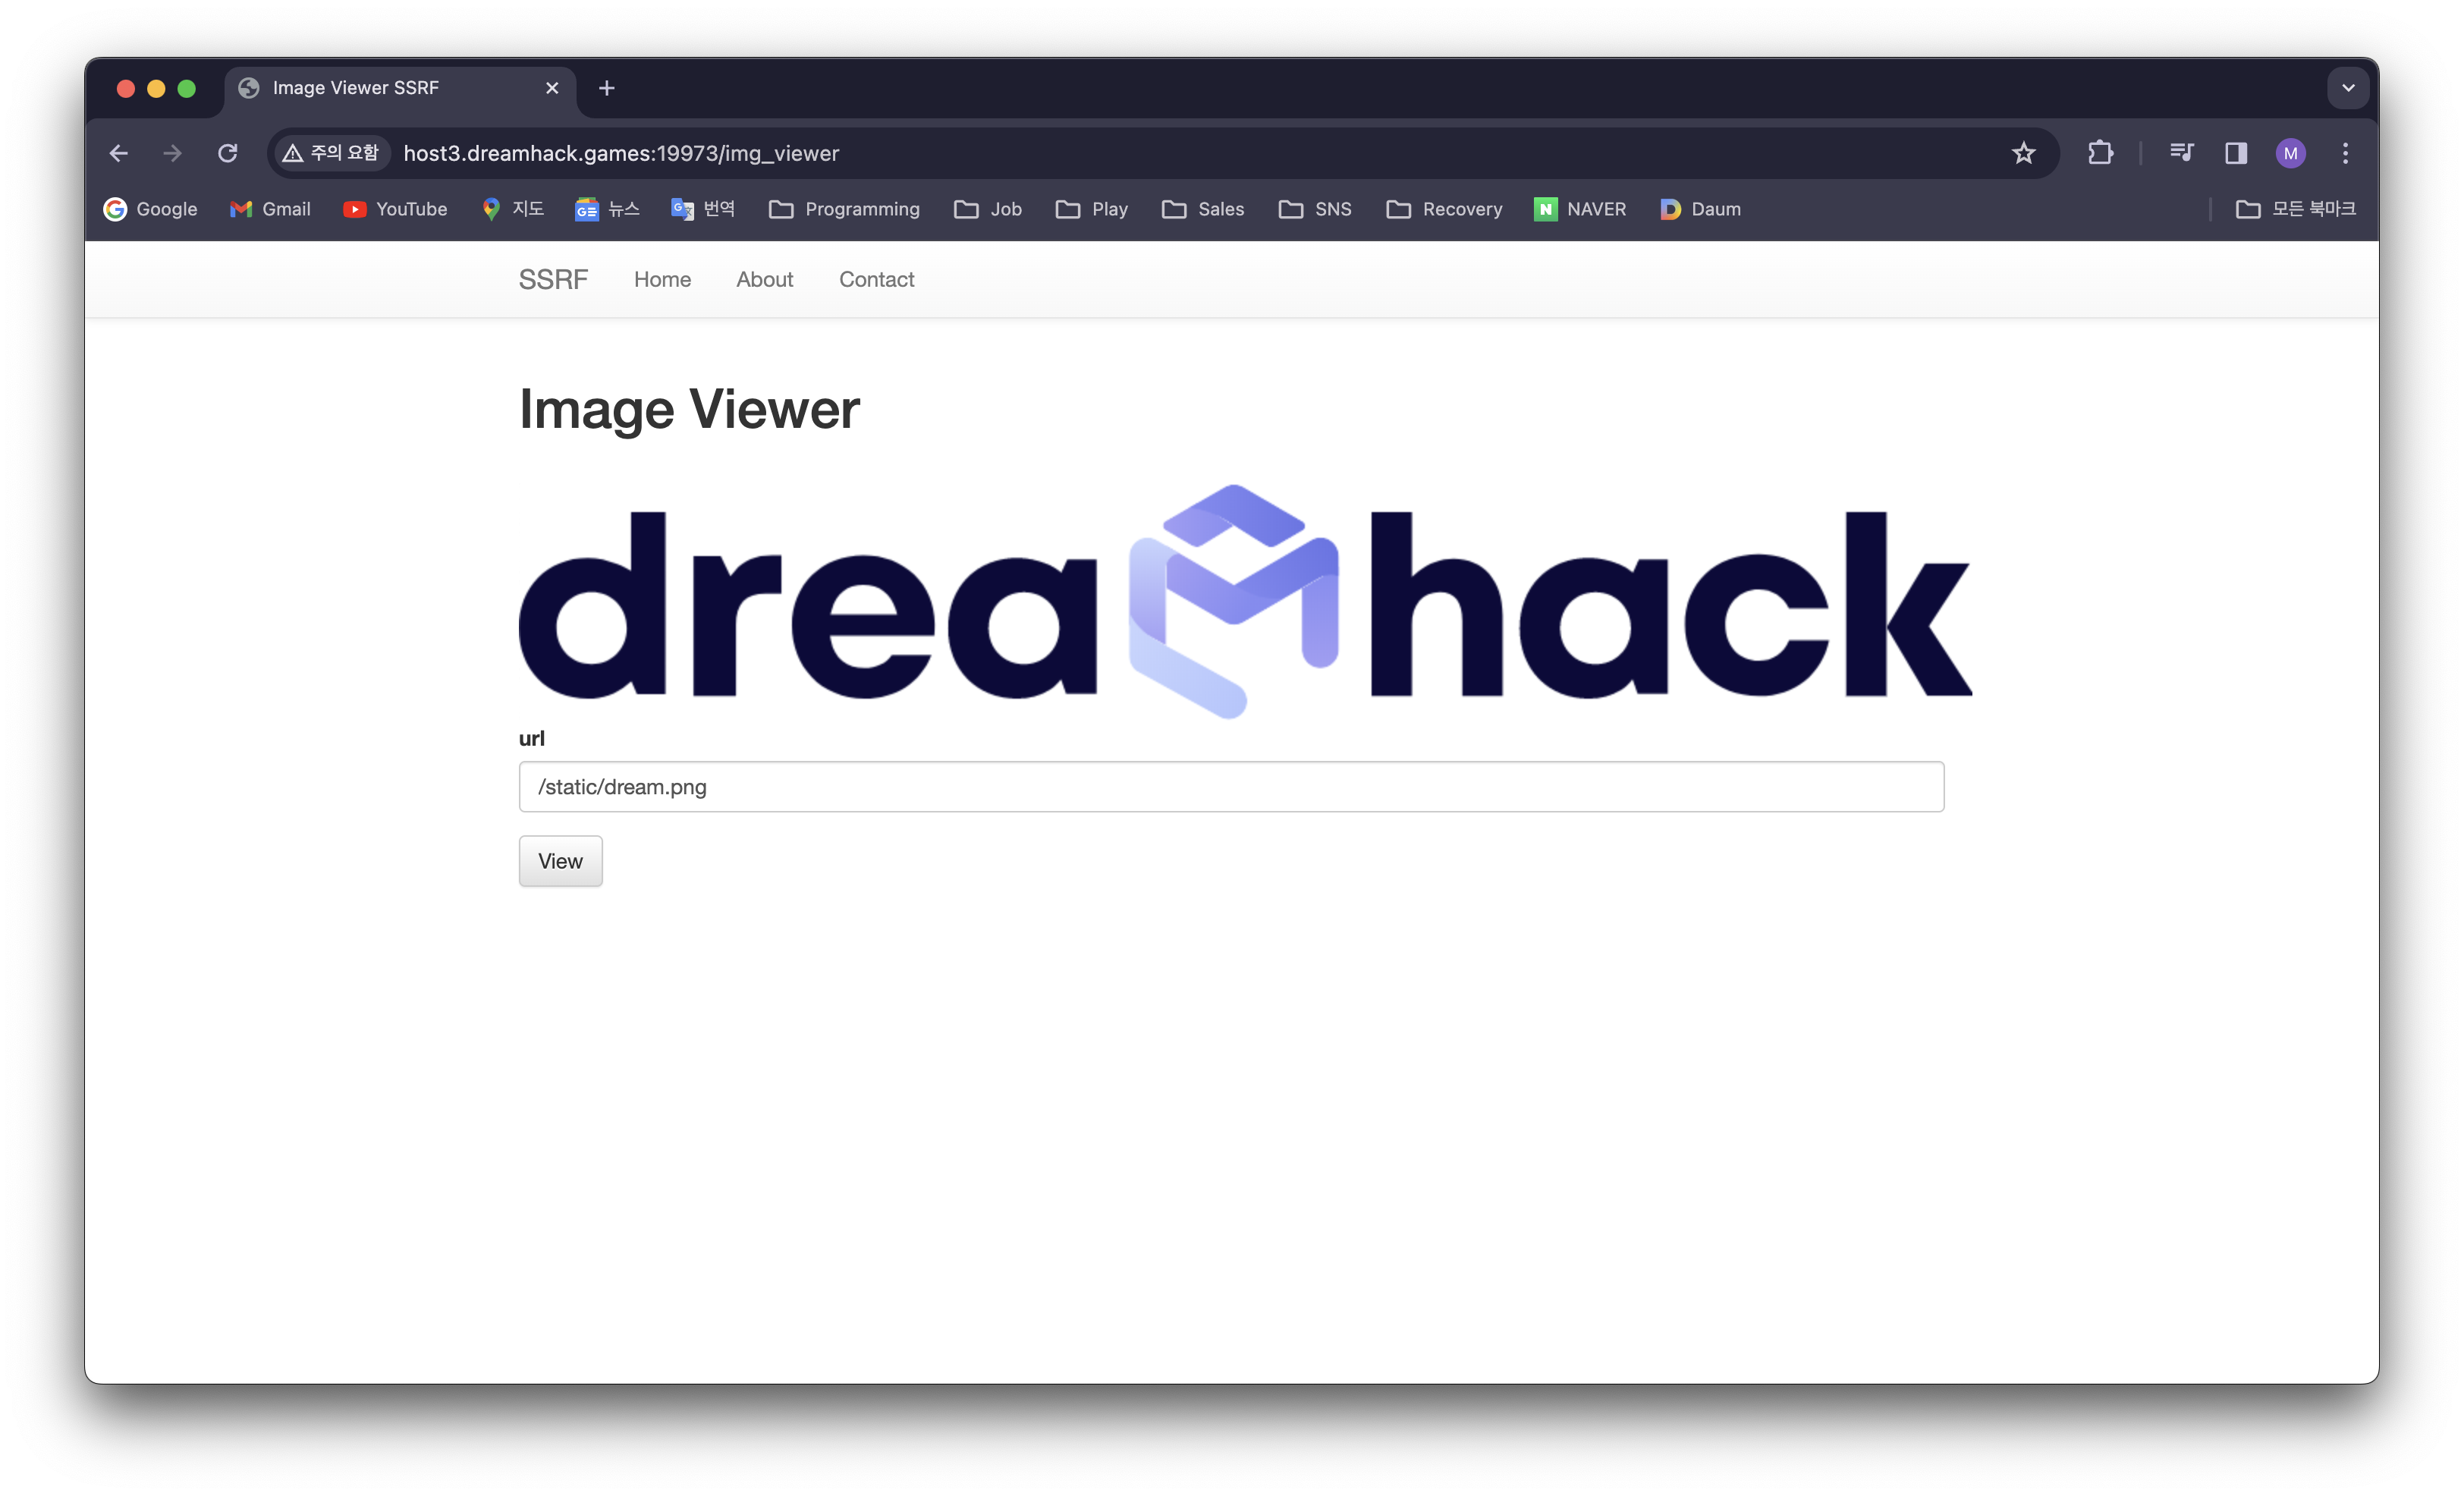 Image Viewer SSRF
주의 요함 host3.dreamhack.games:19973/img_viewer M
Google Gmail YouTube 지도 뉴스 번역 Programming Job Play Sales SNS Recovery NAVER Daum 모든 북마크
SSRF Home About Contact
Image Viewer
dreamhack
url
/static/dream.png
View